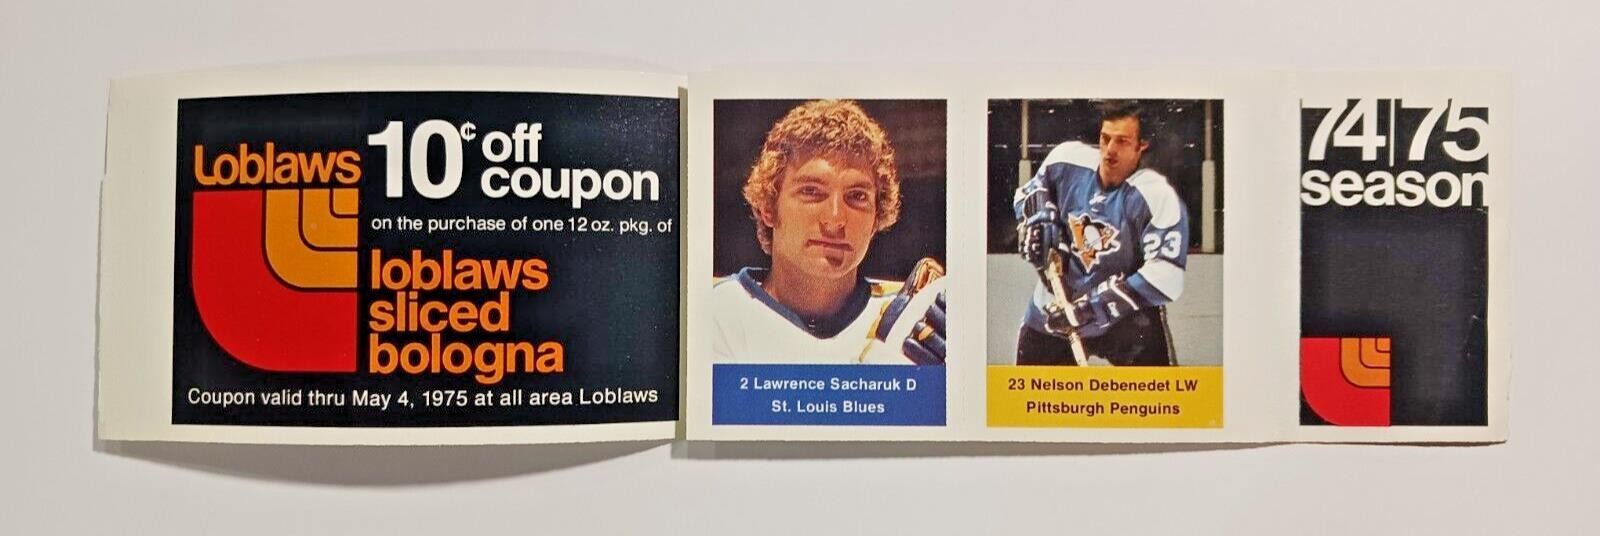 Loblaws
10¢ off
coupon
on the purchase of one 12 oz. pkg. of
loblaws
sliced
bologna
Coupon valid thru May 4, 1975 at all area Loblaws
23
2 Lawrence Sacharuk D
St. Louis Blues
23 Nelson Debenedet LW
Pittsburgh Penguins
74|75
season